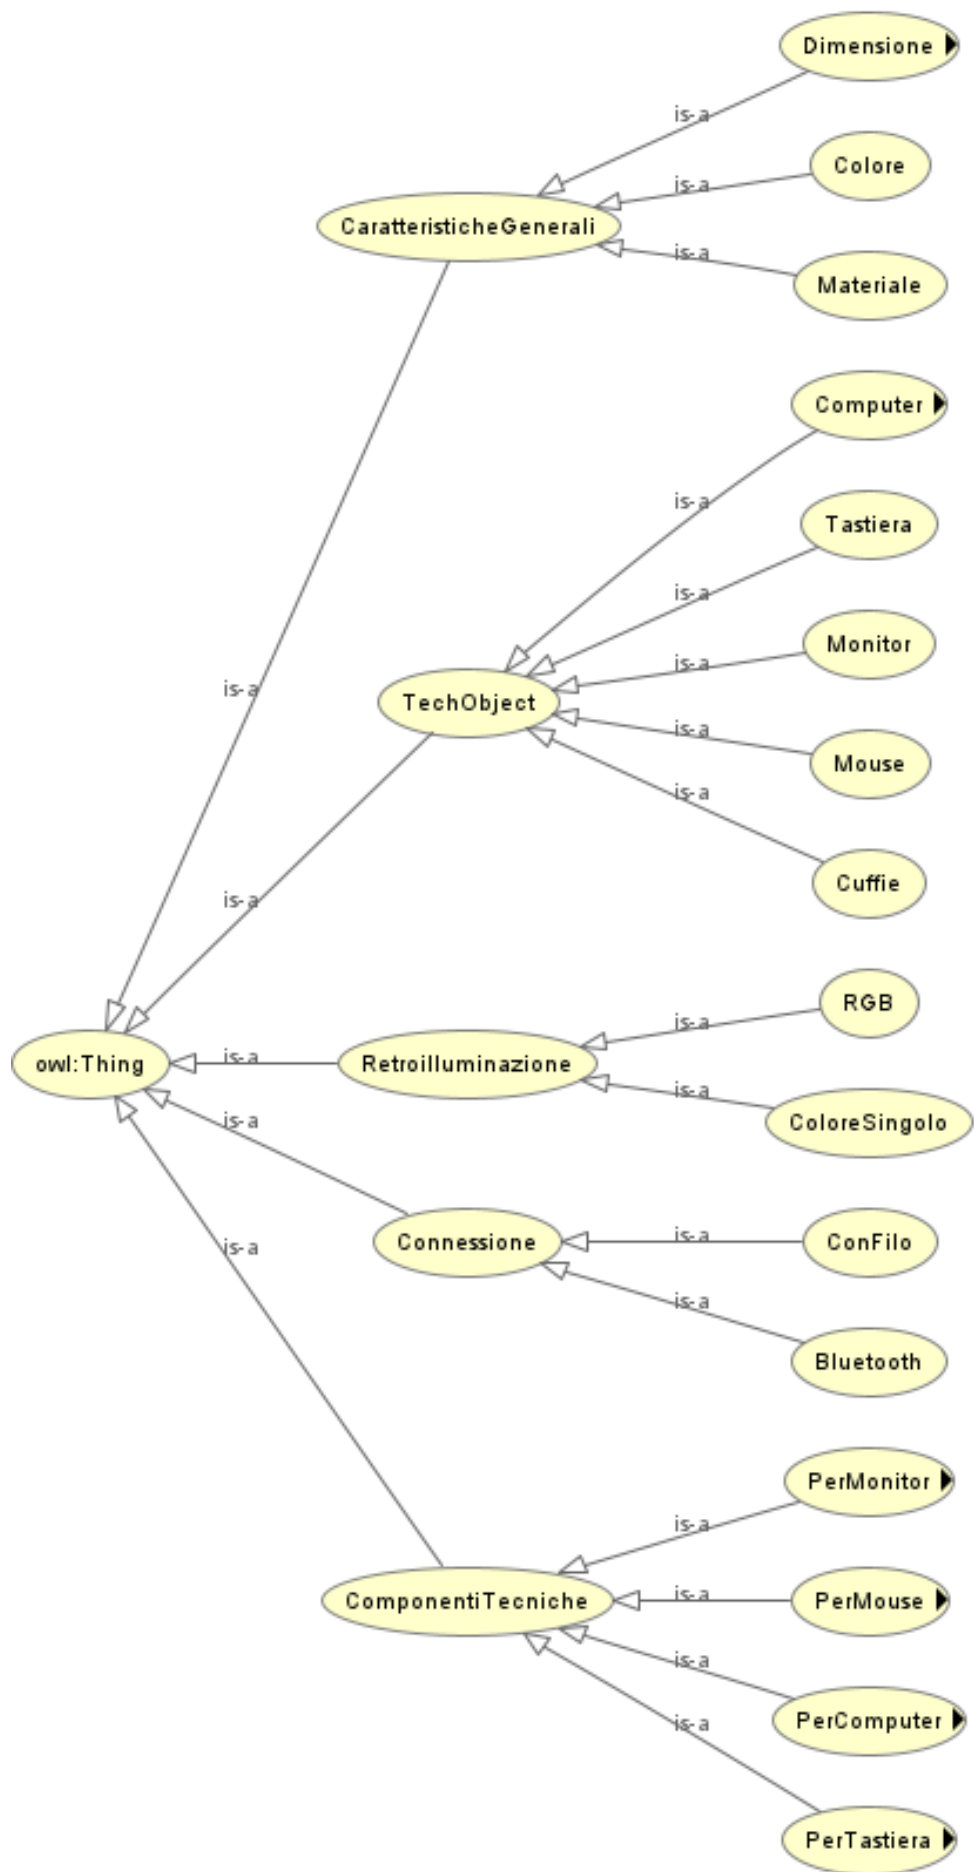 Dimensione
is-a
Colore
is-a
CaratteristicheGenerali
is-a
Materiale
Computer
is-a
Tastiera
is-a
Monitor
is-a
is-a
TechObject
is-a
Mouse
is-a
Cuffie
is-a
RGB
is-a
owl:Thing
is-a
Retroilluminazione
is-a
ColoreSingolo
is-a
Connessione
is-a
ConFilo
is-a
is-a
Bluetooth
PerMonitor
is-a
ComponentiTecniche
is-a
PerMouse
is-a
PerComputer
is-a
PerTastiera